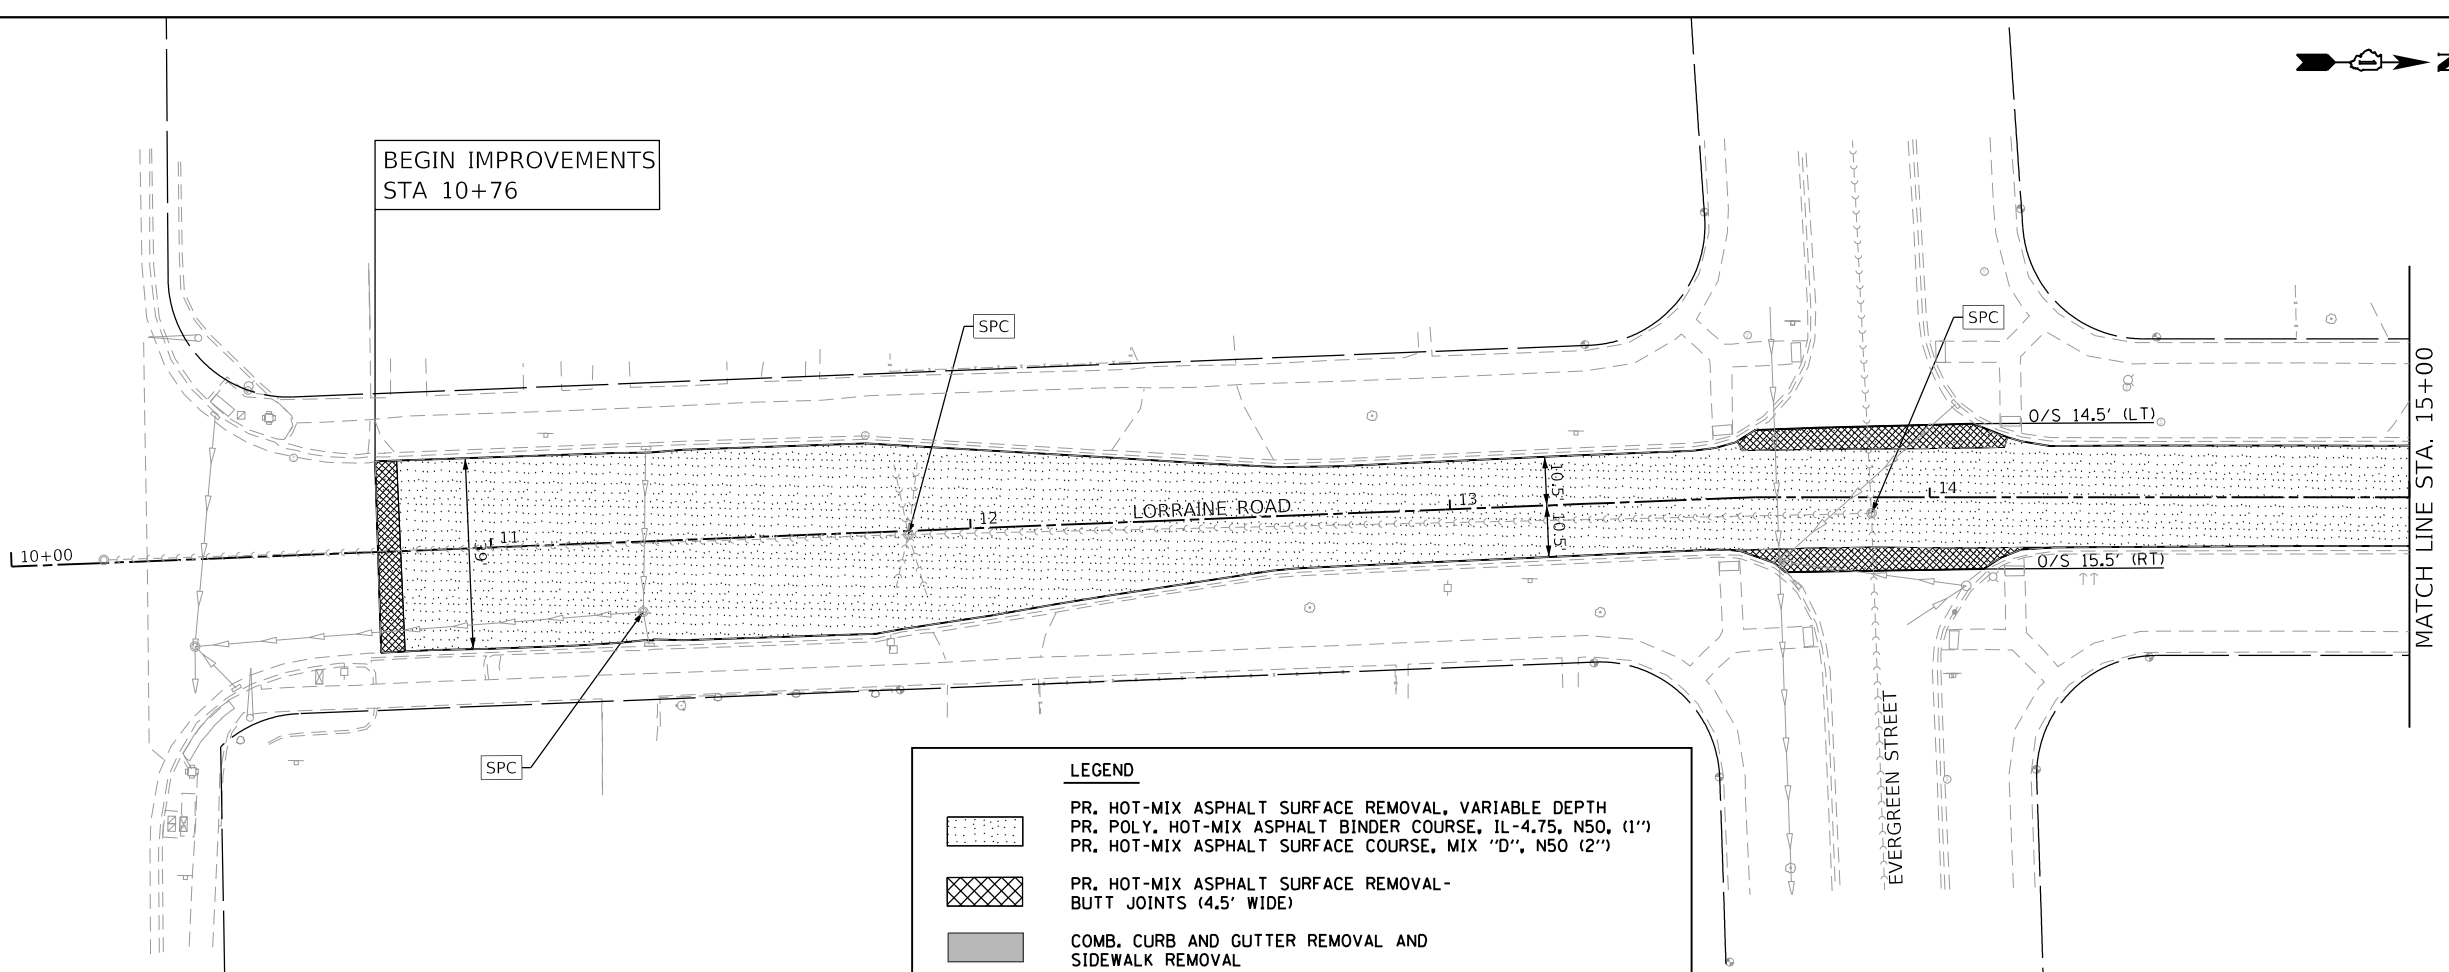 N
BEGIN IMPROVEMENTS
STA 10+76
SPC
SPC
O/S 14.5' (LT)
MATCH LINE STA. 15+00
10+00
11
39'
12
LORRAINE ROAD
13
10.5'
10.5'
14
O/S 15.5' (RT)
SPC
EVERGREEN STREET
LEGEND
PR. HOT-MIX ASPHALT SURFACE REMOVAL, VARIABLE DEPTH
PR. POLY. HOT-MIX ASPHALT BINDER COURSE, IL-4.75, N50, (1")
PR. HOT-MIX ASPHALT SURFACE COURSE, MIX "D", N50 (2")
PR. HOT-MIX ASPHALT SURFACE REMOVAL-
BUTT JOINTS (4.5' WIDE)
COMB. CURB AND GUTTER REMOVAL AND
SIDEWALK REMOVAL